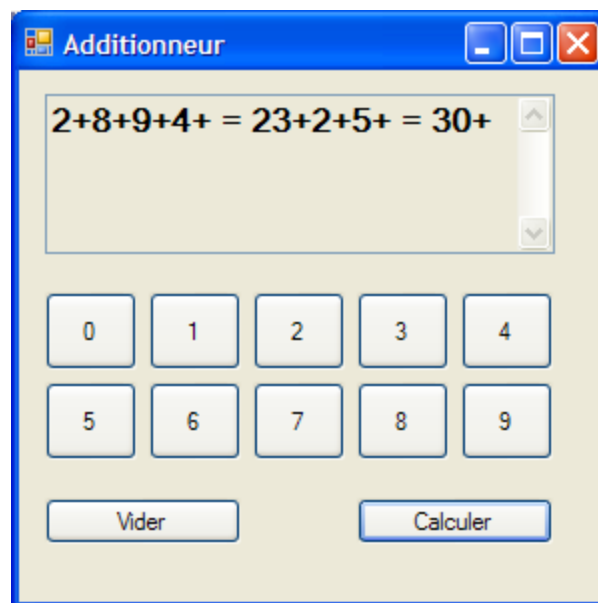 Additionneur
2+8+9+4+ = 23+2+5+ = 30+
0 1 2 3 4
5 6 7 8 9
Vider Calculer